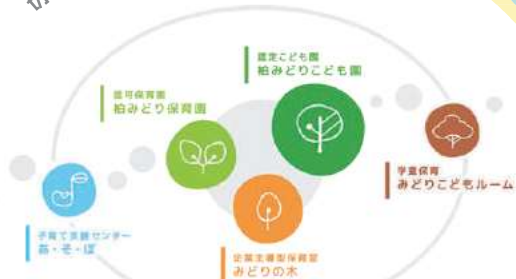 認定こども園
柏みどりこども園
認可保育園
柏みどり保育園
学童保育
みどりこどもルーム
子育て支援センター
あ・そ・ぼ
企業主導型保育室
みどりの木